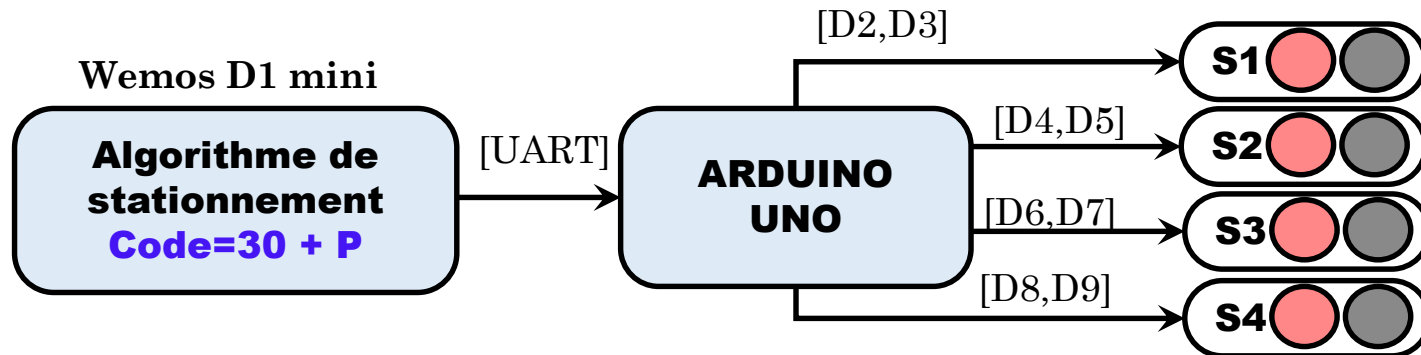 Wemos D1 mini
Algorithme de
stationnement
Code=30 + P
[UART]
ARDUINO
UNO
[D2,D3]
S1
[D4,D5]
S2
[D6,D7]
S3
[D8,D9]
S4